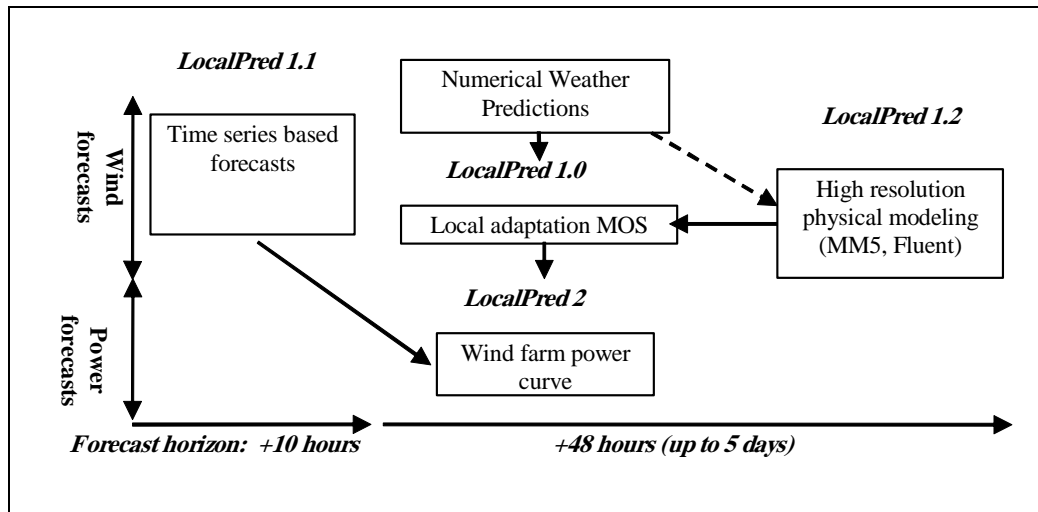 LocalPred 1.1
Numerical Weather
Predictions
LocalPred 1.2
Time series based
forecasts
Wind
forecasts
LocalPred 1.0
High resolution
physical modeling
(MM5, Fluent)
Local adaptation MOS
LocalPred 2
Power
forecasts
Wind farm power
curve
Forecast horizon: +10 hours
+48 hours (up to 5 days)